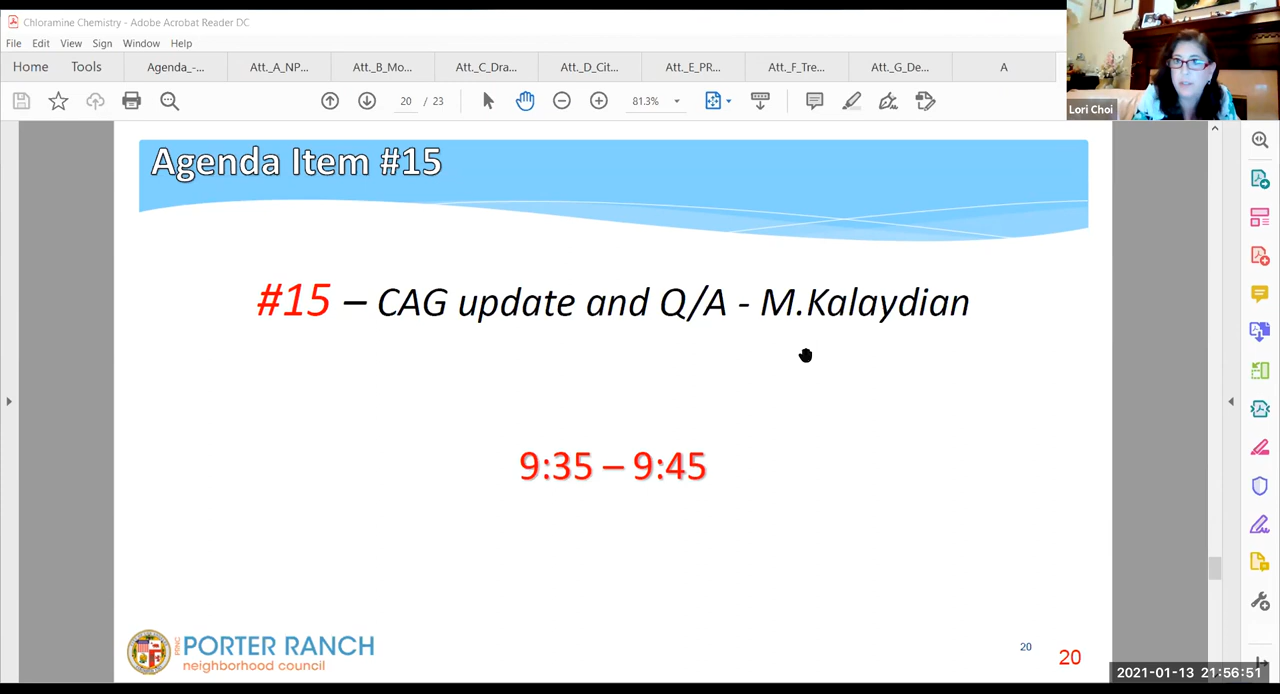 Chloramine Chemistry - Adobe Acrobat Reader DC
File Edit View Sign Window Help
Home Tools Agenda_-... Att._A_NP... Att._B_Mo... Att._C_Dra... Att._D_Cit... Att._E_PR... Att._F_Tre... Att._G_De... A
20 / 23 81.3%
Lori Choi
Agenda Item #15
#15 – CAG update and Q/A - M.Kalaydian
9:35 – 9:45
PRNC PORTER RANCH
neighborhood council
20
20
2021-01-13 21:56:51